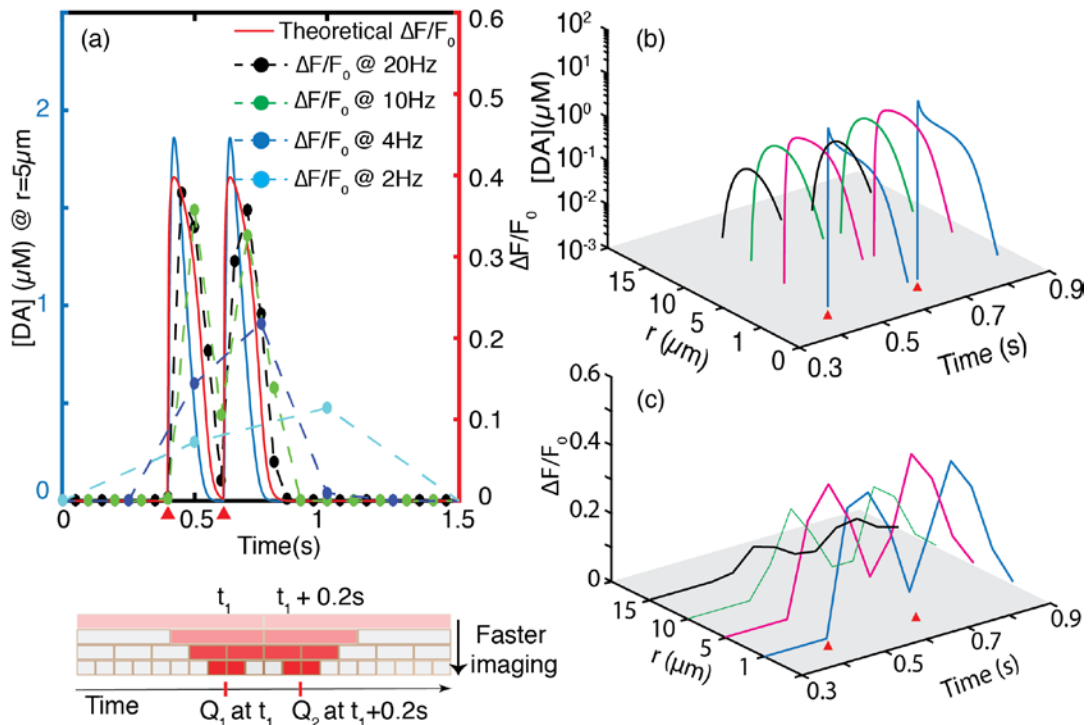 (a)
Theoretical ΔF/F₀
ΔF/F₀ @ 20Hz
ΔF/F₀ @ 10Hz
ΔF/F₀ @ 4Hz
ΔF/F₀ @ 2Hz
[DA] (µM) @ r=5µm
2
1
0
0.6
0.5
0.4
0.3
0.2
0.1
0
ΔF/F₀
0 0.5 1 1.5
Time(s)
(b)
[DA](µM)
10²
10¹
10⁰
10⁻¹
10⁻²
10⁻³
15 10 5 1 0
r (µm)
0.3 0.5 0.7 0.9
Time (s)
(c)
ΔF/F₀
0.6
0.4
0.2
0
15 10 5 1
r (µm)
0.3 0.5 0.7 0.9
Time (s)
t₁ t₁ + 0.2s
Faster
imaging
Time
Q₁ at t₁ Q₂ at t₁+0.2s